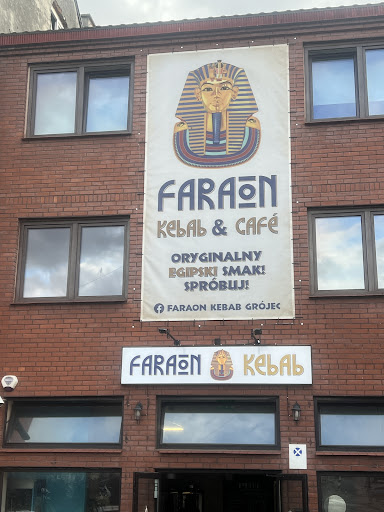 FARAON
KEBAB & CAFÉ
ORYGINALNY
EGIPSKI SMAK!
SPRÓBUJ!
FARAON KEBAB GRÓJEC
FARAON KEBAB